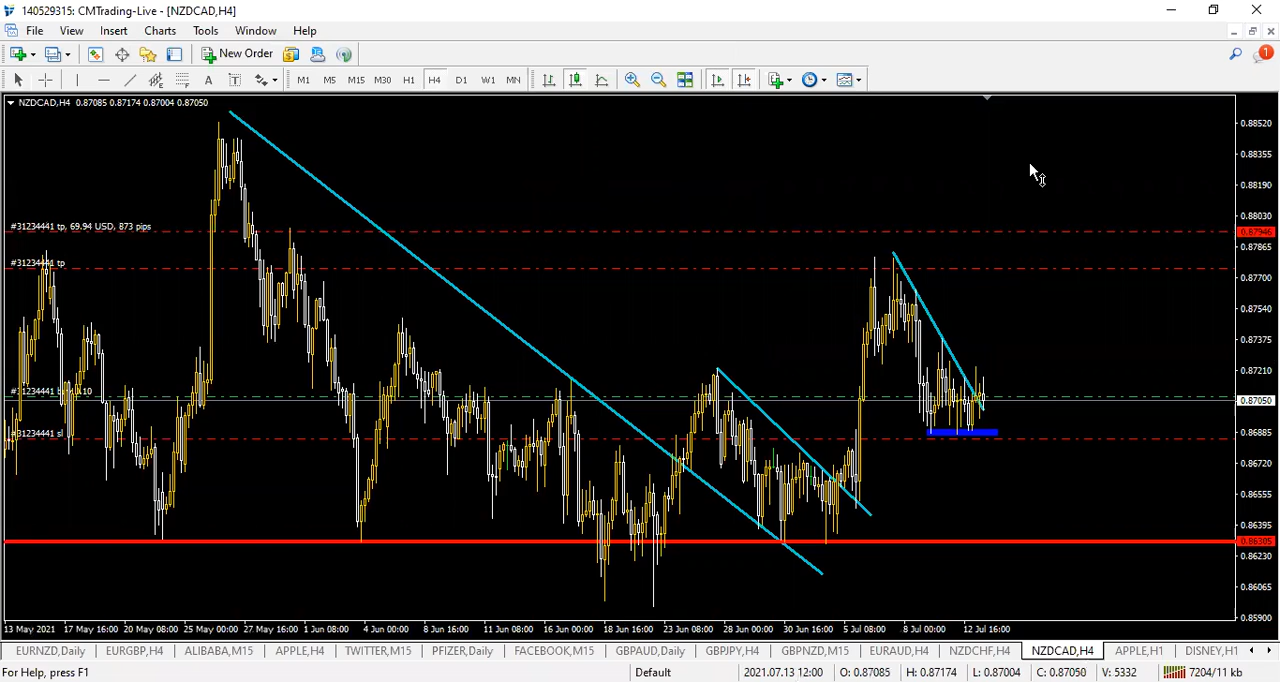 140529315: CMTrading-Live - [NZDCAD,H4]
File View Insert Charts Tools Window Help
New Order
M1 M5 M15 M30 H1 H4 D1 W1 MN
1
NZDCAD,H4 0.87085 0.87174 0.87004 0.87050
0.88520
0.88355
0.88190
0.88030
#31234441 tp, 69.94 USD, 873 pips
0.87946
0.87865
#31234441 tp
0.87700
0.87540
0.87375
0.87210
#31234441
0.87050
#31234441 sl
0.86885
0.86720
0.86555
0.86395
0.86305
0.86230
0.86065
0.85900
13 May 2021 17 May 16:00 20 May 08:00 25 May 00:00 27 May 16:00 1 Jun 08:00 4 Jun 00:00 8 Jun 16:00 11 Jun 08:00 16 Jun 00:00 18 Jun 16:00 23 Jun 08:00 28 Jun 00:00 30 Jun 16:00 5 Jul 08:00 8 Jul 00:00 12 Jul 16:00
EURNZD,Daily EURGBP,H4 ALIBABA,M15 APPLE,H4 TWITTER,M15 PFIZER,Daily FACEBOOK,M15 GBPAUD,Daily GBPJPY,H4 GBPNZD,M15 EURAUD,H4 NZDCHF,H4 NZDCAD,H4 APPLE,H1 DISNEY,H1
For Help, press F1 Default 2021.07.13 12:00 O: 0.87085 H: 0.87174 L: 0.87004 C: 0.87050 V: 5332 7204/11 kb